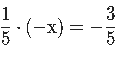 1/5 · (−x) = −3/5